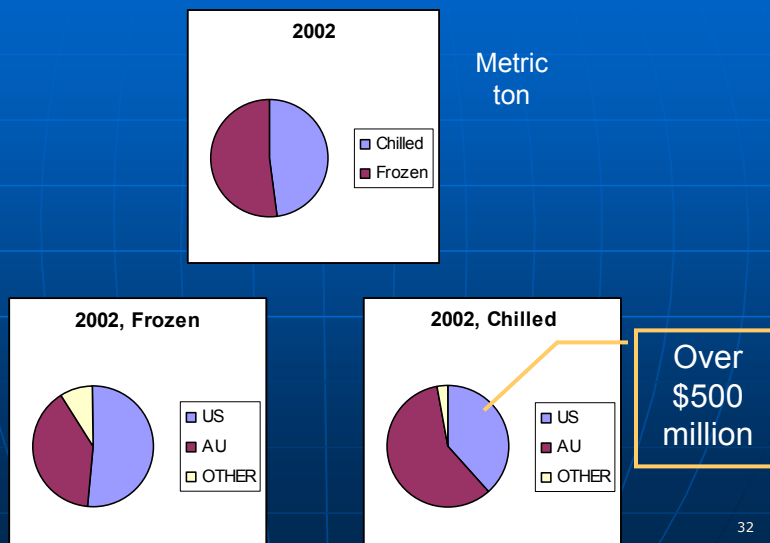 2002
Metric
ton
Chilled
Frozen
2002, Frozen
US
AU
OTHER
2002, Chilled
US
AU
OTHER
Over
$500
million
32